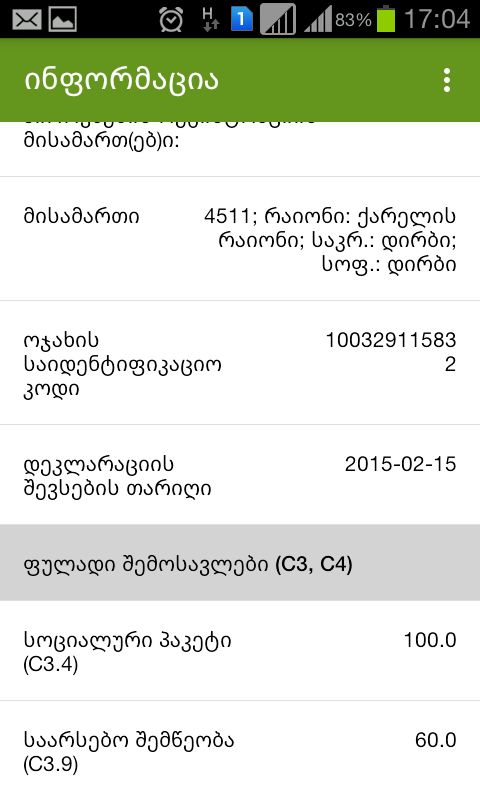 H
1
83%
17:04
ინფორმაცია
მისამართ(ებ)ი:
მისამართი
4511; რაიონი: ქარელის
რაიონი; საკრ.: დირბი;
სოფ.: დირბი
ოჯახის
საიდენტიფიკაციო
კოდი
10032911583
2
დეკლარაციის
შევსების თარიღი
2015-02-15
ფულადი შემოსავლები (C3, C4)
სოციალური პაკეტი
(C3.4)
100.0
საარსებო შემწეობა
(C3.9)
60.0